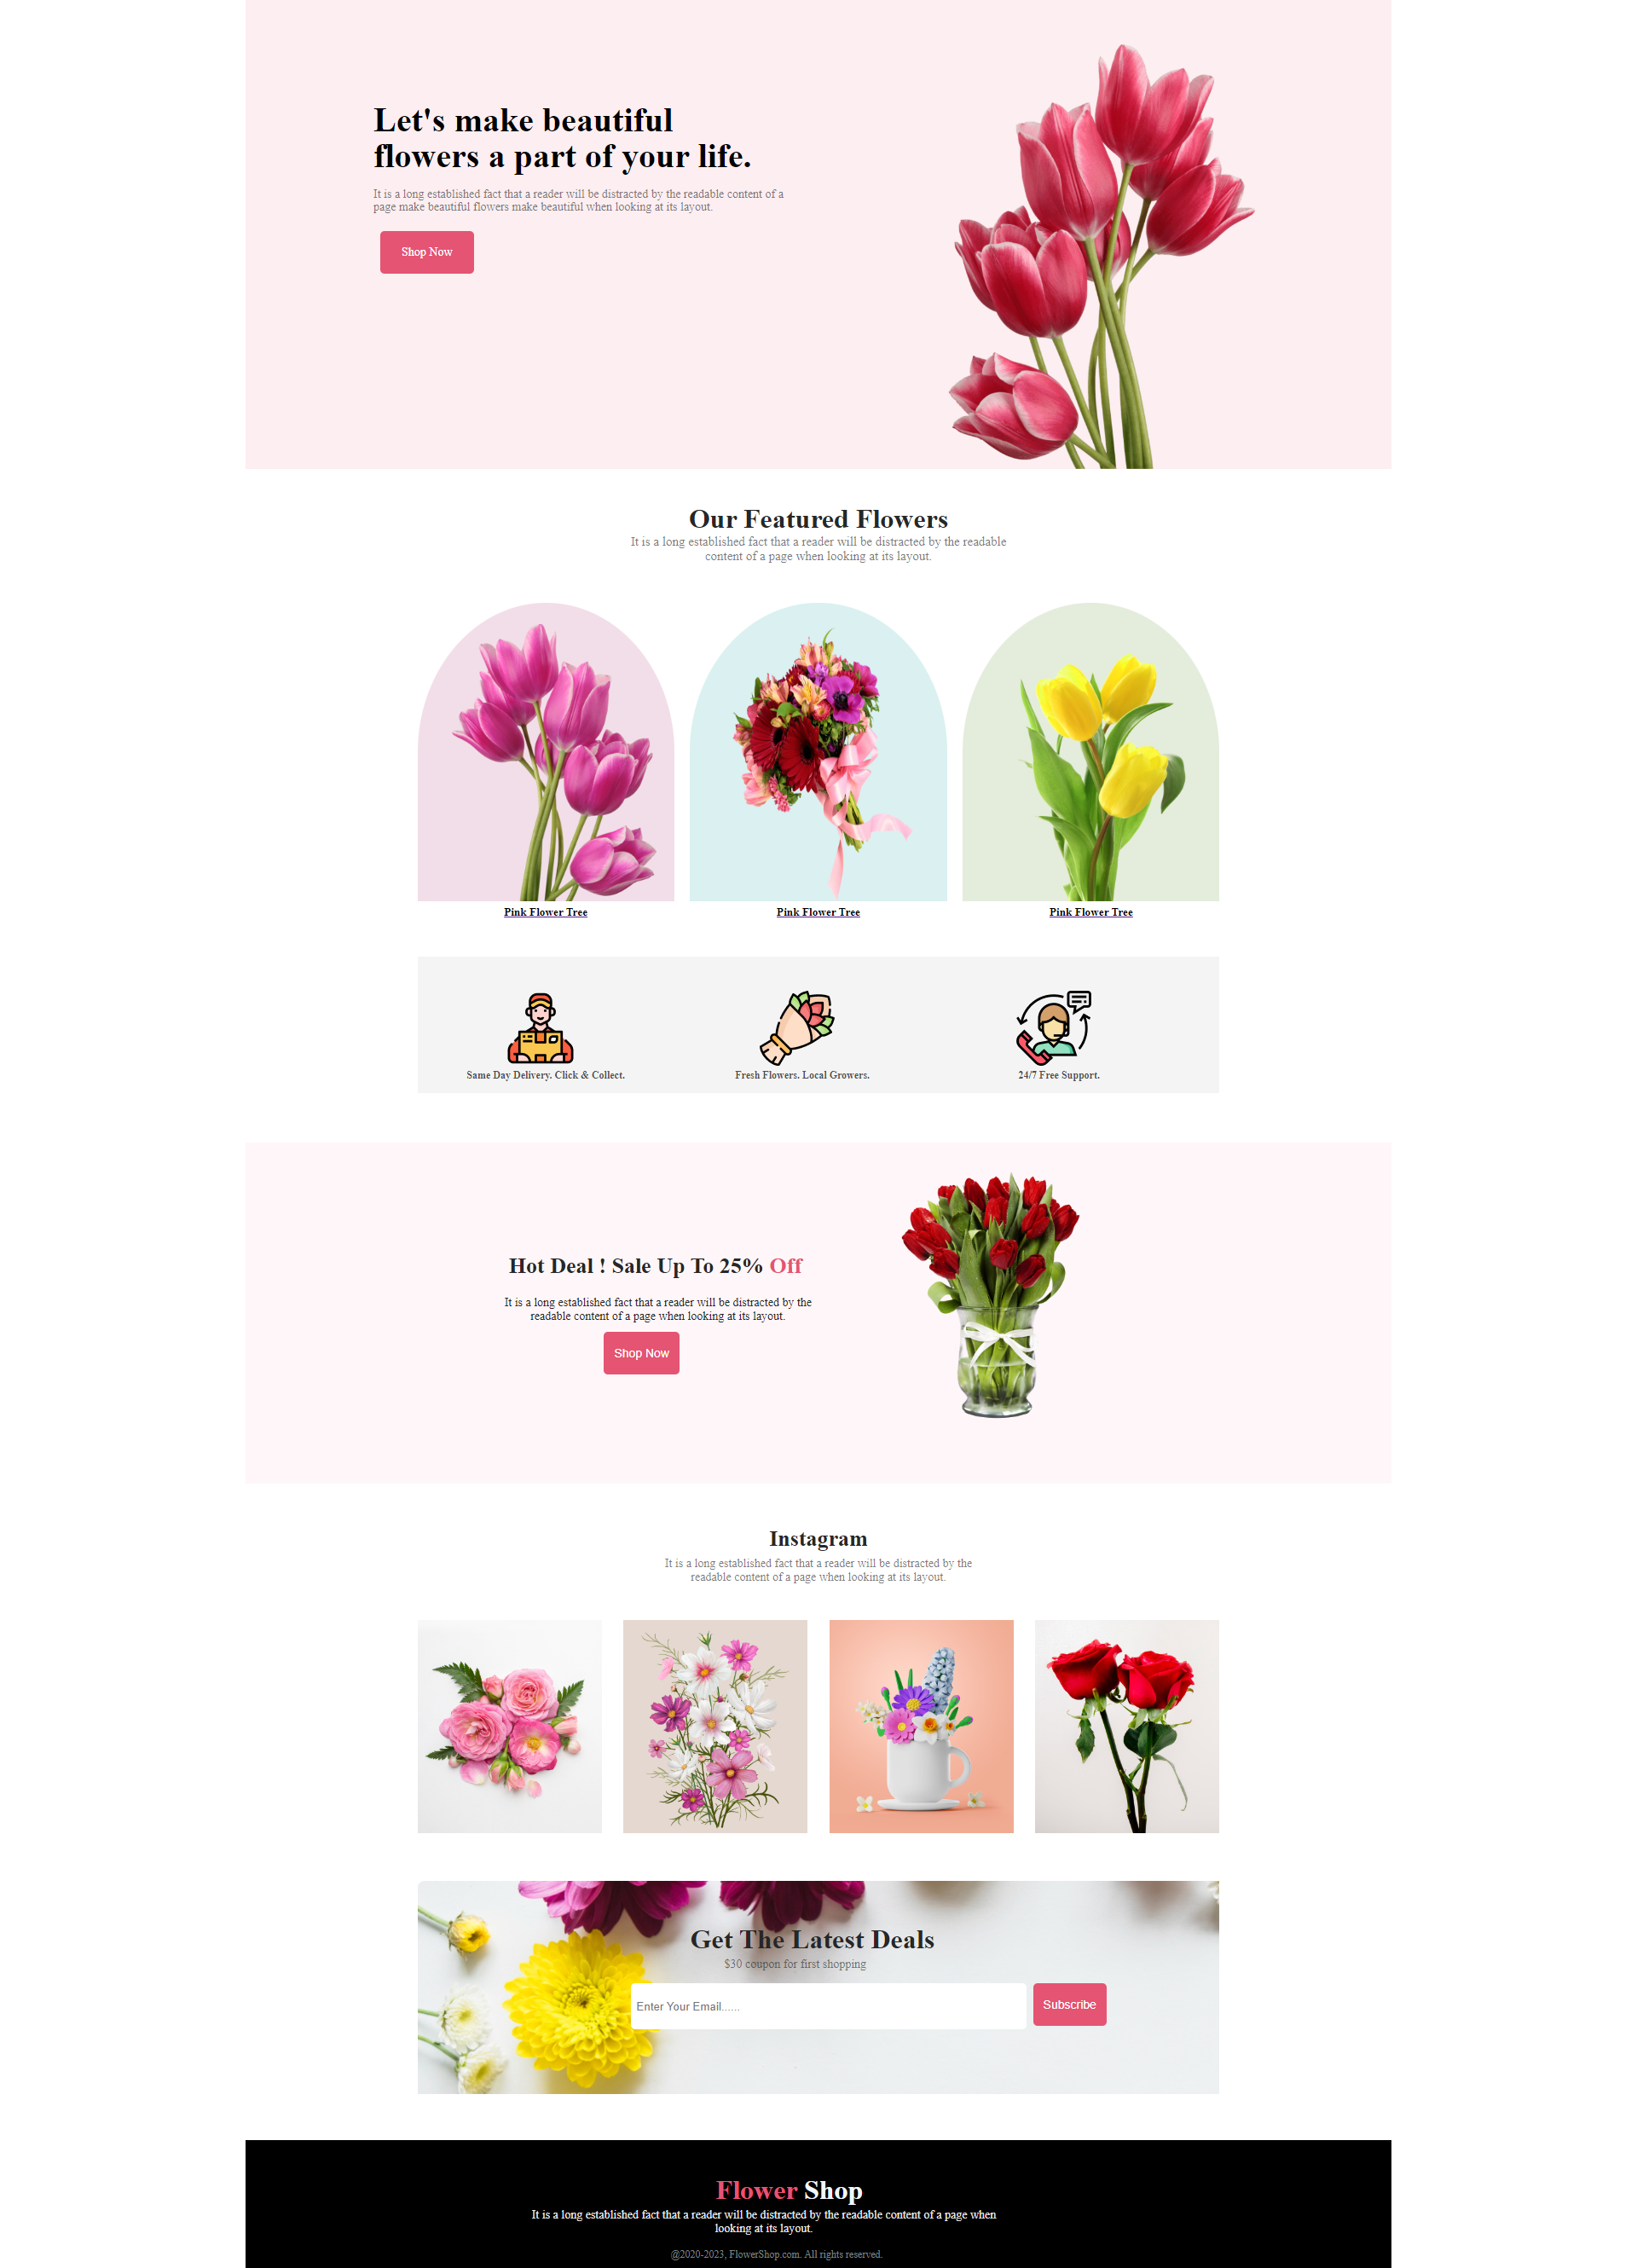 Let's make beautiful
flowers a part of your life.
It is a long established fact that a reader will be distracted by the readable content of a
page make beautiful flowers make beautiful when looking at its layout.
Shop Now
Our Featured Flowers
It is a long established fact that a reader will be distracted by the readable
content of a page when looking at its layout.
Pink Flower Tree
Pink Flower Tree
Pink Flower Tree
Same Day Delivery. Click & Collect.
Fresh Flowers. Local Growers.
24/7 Free Support.
Hot Deal ! Sale Up To 25% Off
It is a long established fact that a reader will be distracted by the
readable content of a page when looking at its layout.
Shop Now
Instagram
It is a long established fact that a reader will be distracted by the
readable content of a page when looking at its layout.
Get The Latest Deals
$30 coupon for first shopping
Enter Your Email......
Subscribe
Flower Shop
It is a long established fact that a reader will be distracted by the readable content of a page when
looking at its layout.
@2020-2023, FlowerShop.com. All rights reserved.